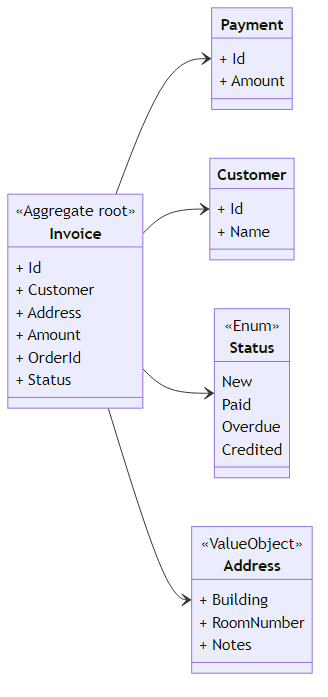 Payment
+ Id
+ Amount
Customer
+ Id
+ Name
«Aggregate root»
Invoice
+ Id
+ Customer
+ Address
+ Amount
+ OrderId
+ Status
«Enum»
Status
New
Paid
Overdue
Credited
«ValueObject»
Address
+ Building
+ RoomNumber
+ Notes